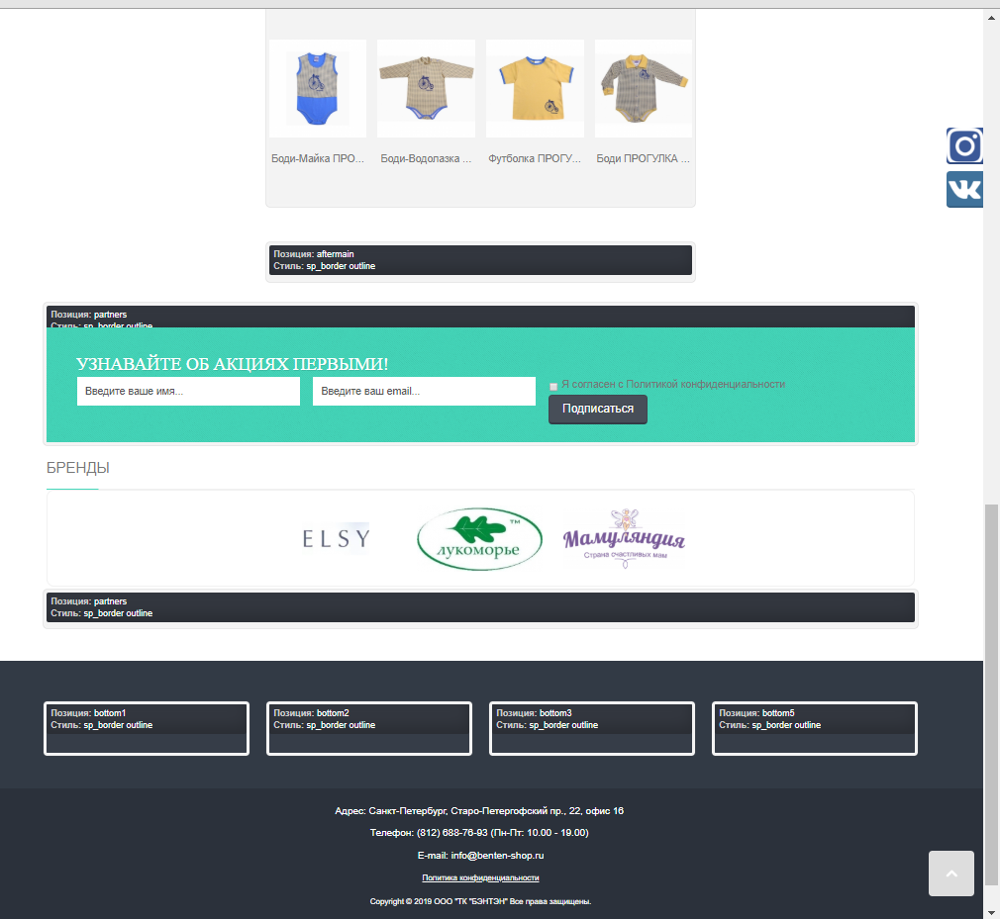 Боди-Майка ПРО... Боди-Водолазка ... Футболка ПРОГУ... Боди ПРОГУЛКА ...
Позиция: aftermain
Стиль: sp_border outline
Позиция: partners
Стиль: sp_border outline
УЗНАВАЙТЕ ОБ АКЦИЯХ ПЕРВЫМИ!
Введите ваше имя... Введите ваш email... Я согласен с Политикой конфиденциальности
Подписаться
БРЕНДЫ
ELSY
лукоморье™
Мамуляндия
Страна счастливых мам
Позиция: partners
Стиль: sp_border outline
Позиция: bottom1
Стиль: sp_border outline
Позиция: bottom2
Стиль: sp_border outline
Позиция: bottom3
Стиль: sp_border outline
Позиция: bottom5
Стиль: sp_border outline
Адрес: Санкт-Петербург, Старо-Петергофский пр., 22, офис 16
Телефон: (812) 688-76-93 (Пн-Пт: 10.00 - 19.00)
E-mail: info@benten-shop.ru
Политика конфиденциальности
Copyright © 2019 ООО "ТК "БЭНТЭН" Все права защищены.